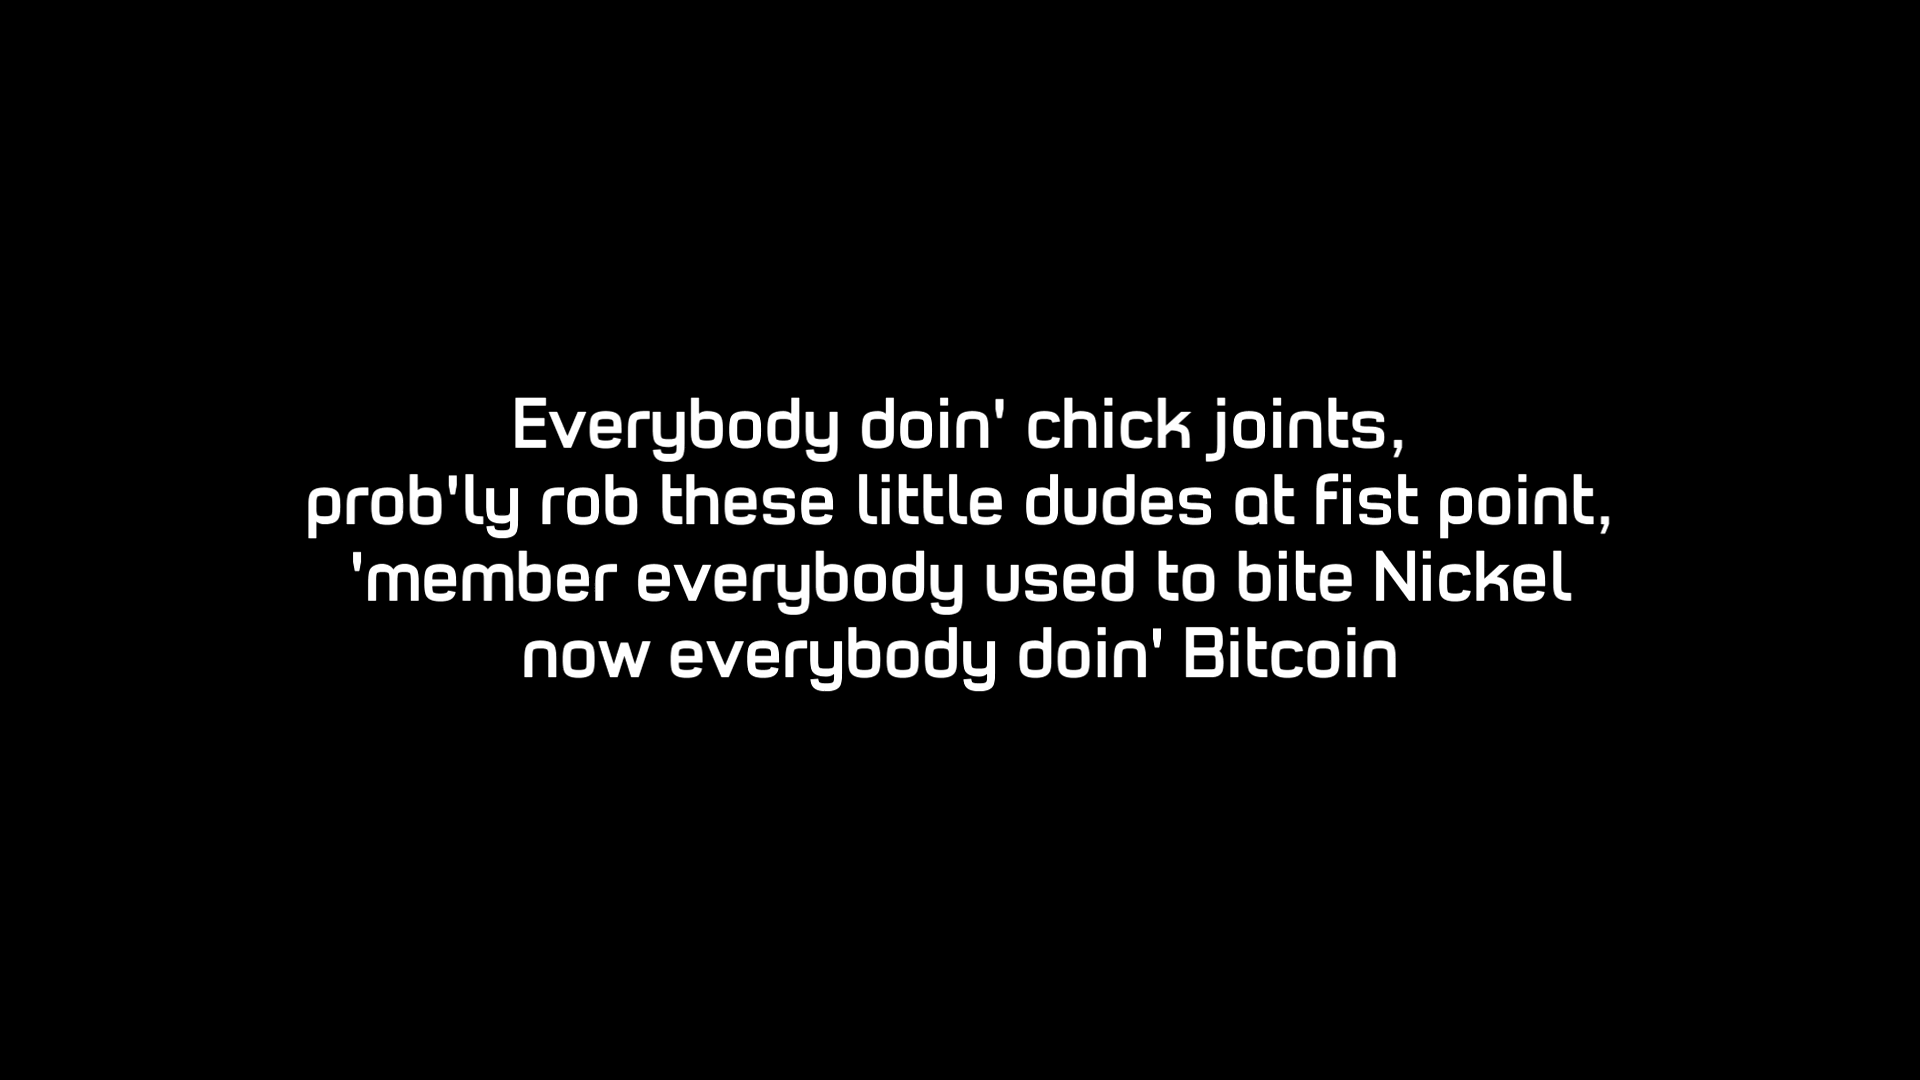 Everybody doin' chick joints,
prob'ly rob these little dudes at fist point,
'member everybody used to bite Nickel
now everybody doin' Bitcoin